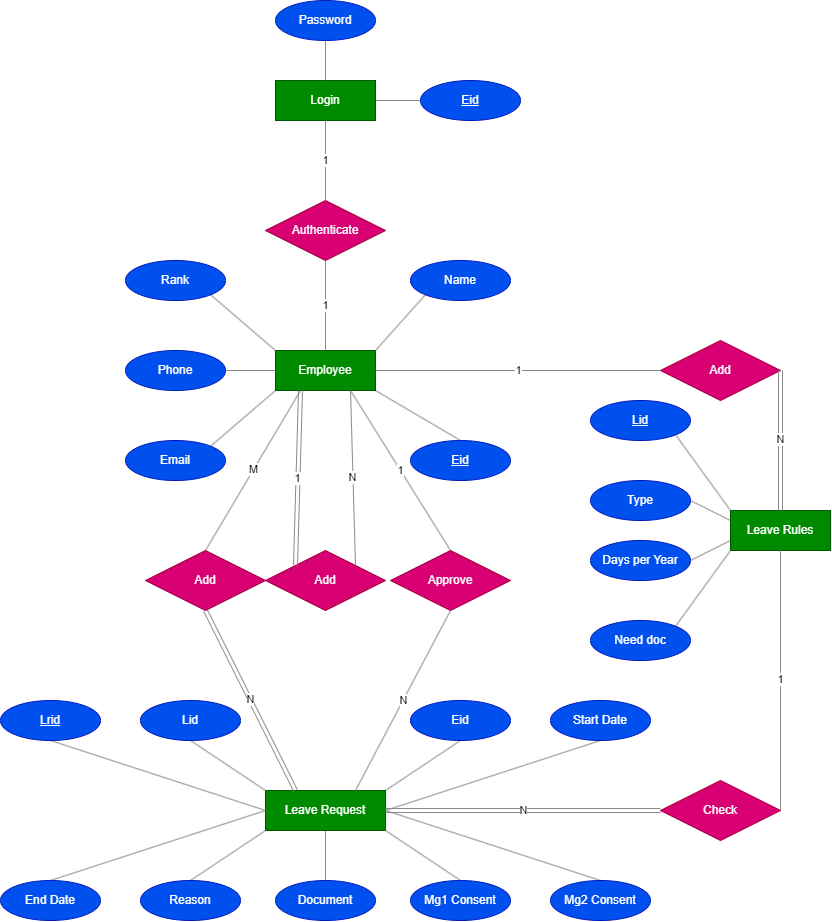 Password
Login
Eid
1
Authenticate
Rank
Name
1
Phone
Employee
1
Add
Lid
N
Email
Eid
M
1
N
1
Type
Leave Rules
Days per Year
Add
Add
Approve
Need doc
1
N
N
Lrid
Lid
Eid
Start Date
Leave Request
N
Check
End Date
Reason
Document
Mg1 Consent
Mg2 Consent